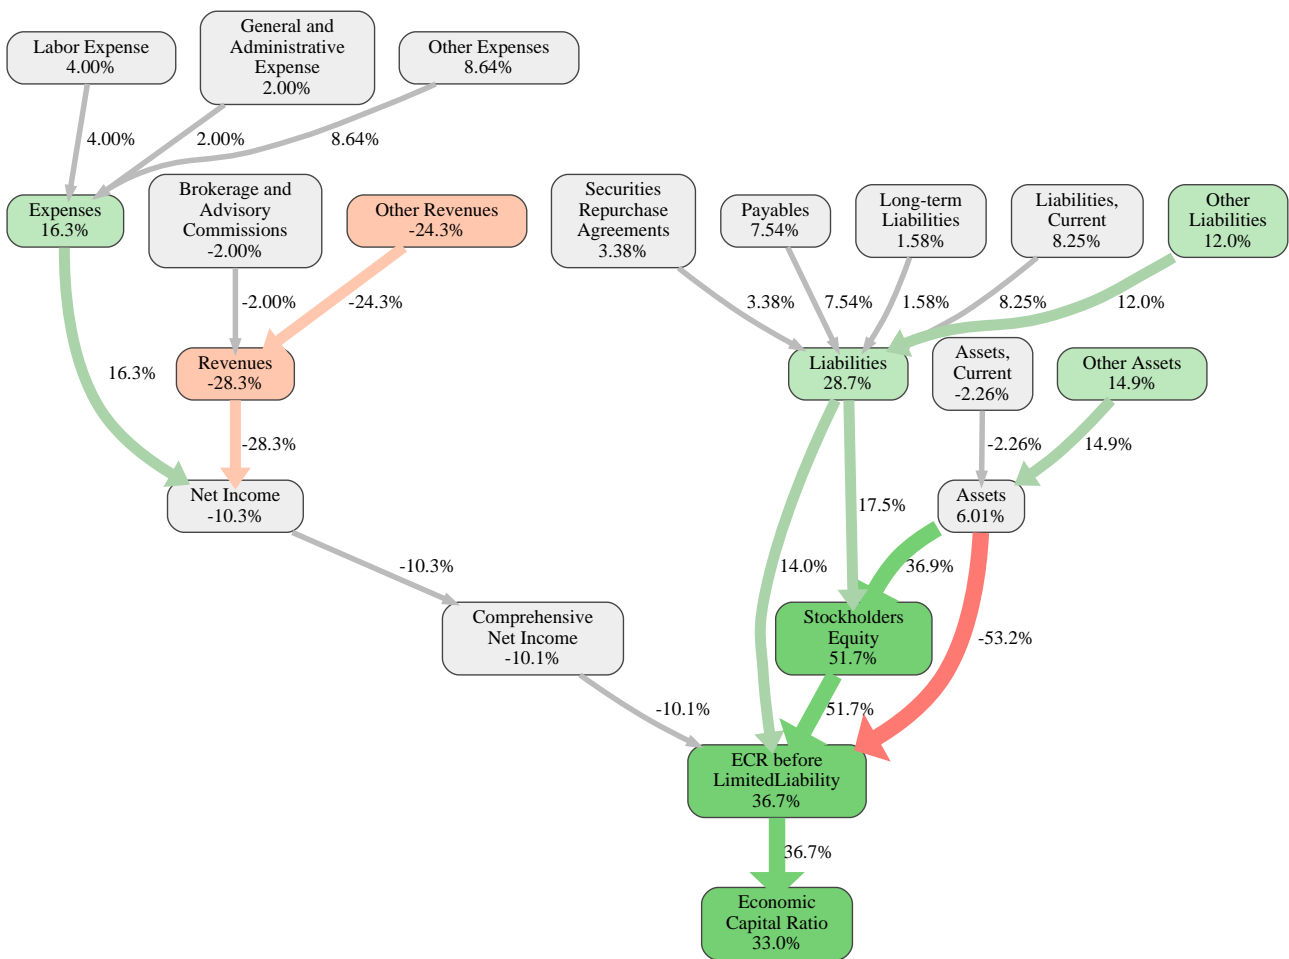 Labor Expense
4.00%
General and
Administrative
Expense
2.00%
Other Expenses
8.64%
4.00%
2.00%
8.64%
Expenses
16.3%
Brokerage and
Advisory
Commissions
-2.00%
Other Revenues
-24.3%
Securities
Repurchase
Agreements
3.38%
Payables
7.54%
Long-term
Liabilities
1.58%
Liabilities,
Current
8.25%
Other
Liabilities
12.0%
-2.00%
-24.3%
3.38%
7.54%
1.58%
8.25%
12.0%
16.3%
Revenues
-28.3%
Liabilities
28.7%
Assets,
Current
-2.26%
Other Assets
14.9%
-28.3%
-2.26%
14.9%
Net Income
-10.3%
17.5%
Assets
6.01%
-10.3%
14.0%
36.9%
Comprehensive
Net Income
-10.1%
Stockholders
Equity
51.7%
-53.2%
-10.1%
51.7%
ECR before
LimitedLiability
36.7%
36.7%
Economic
Capital Ratio
33.0%